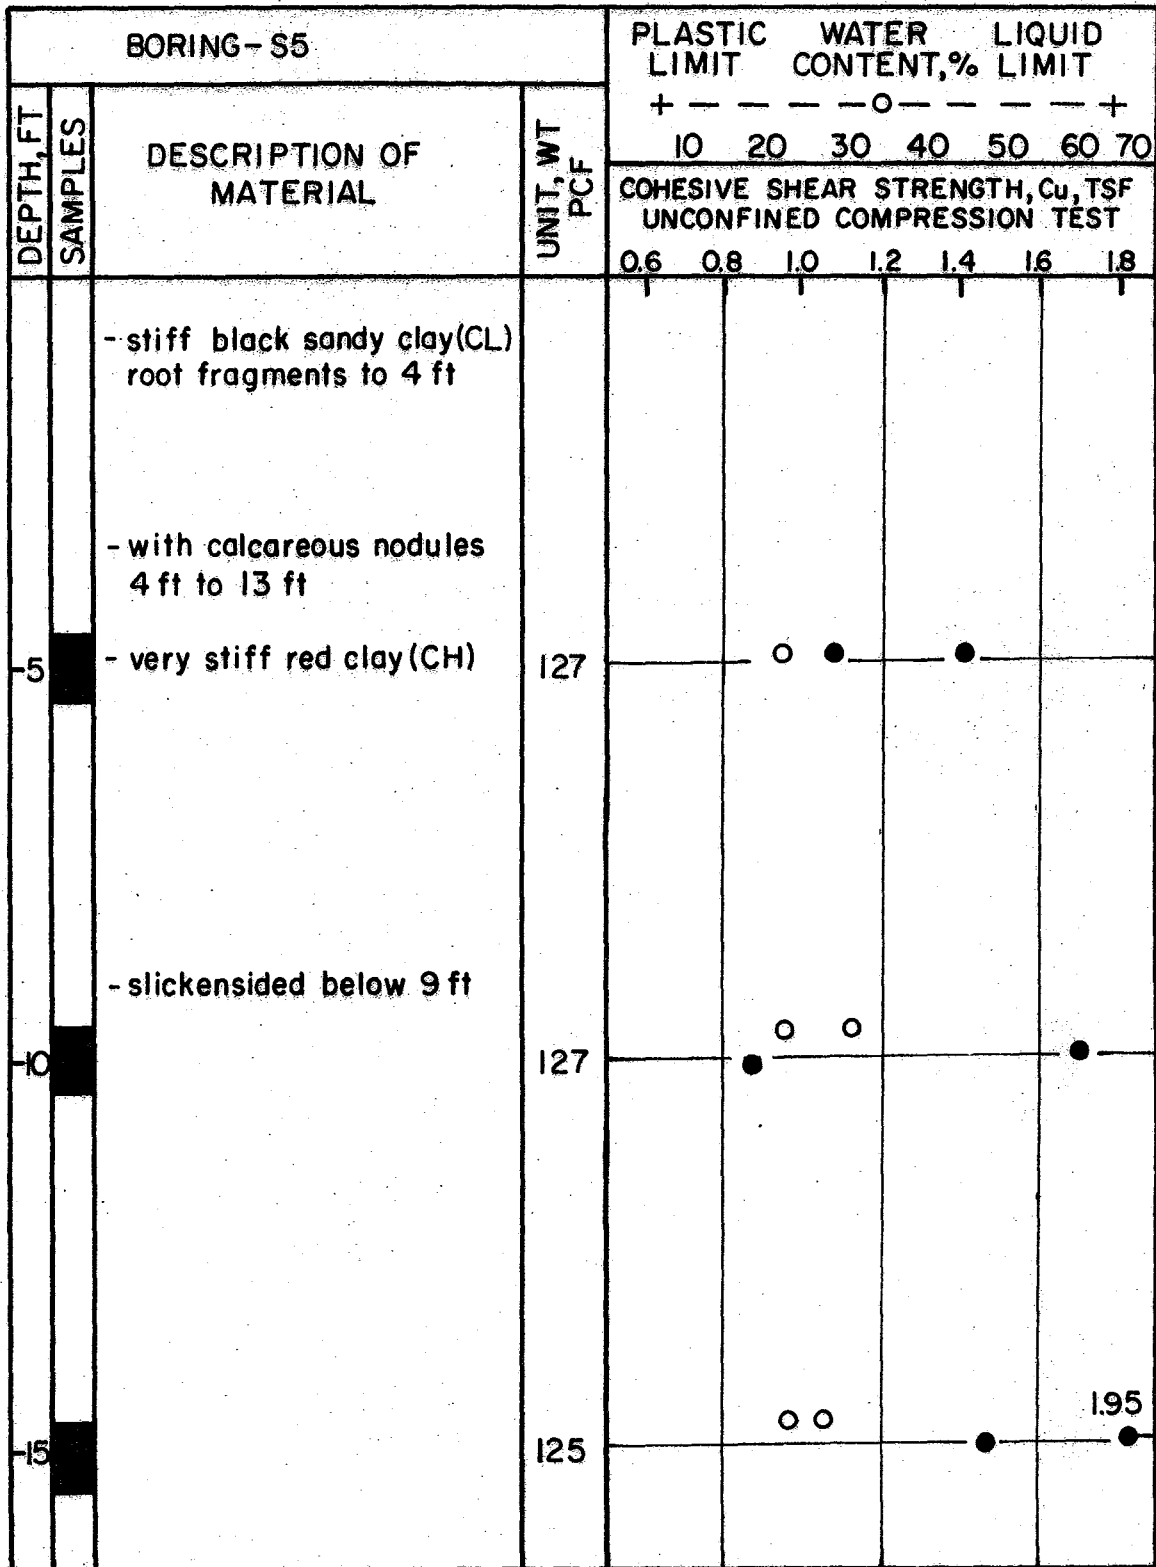 BORING-S5
PLASTIC WATER LIQUID
LIMIT CONTENT,% LIMIT
+ — — — —o— — — — +
10 20 30 40 50 60 70
DEPTH, FT
SAMPLES
DESCRIPTION OF
MATERIAL
UNIT, WT
PCF
COHESIVE SHEAR STRENGTH, Cu, TSF
UNCONFINED COMPRESSION TEST
0.6 0.8 1.0 1.2 1.4 1.6 1.8
- stiff black sandy clay (CL)
root fragments to 4 ft
- with calcareous nodules
4 ft to 13 ft
5
- very stiff red clay (CH)
127
- slickensided below 9 ft
10
127
1.95
15
125